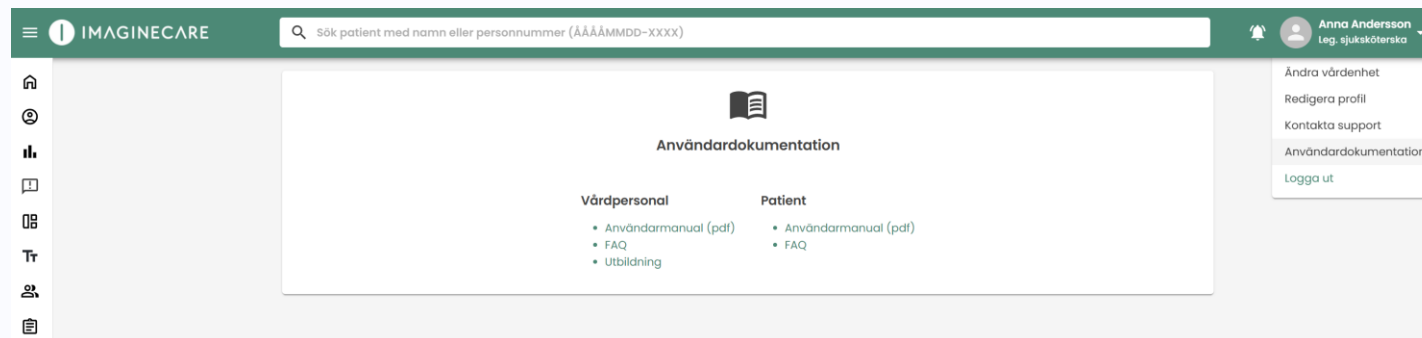 IMAGINECARE
Sök patient med namn eller personnummer (ÅÅÅÅMMDD-XXXX)
Anna Andersson
Leg. sjuksköterska
Ändra vårdenhet
Redigera profil
Kontakta support
Användardokumentation
Logga ut
Användardokumentation
Vårdpersonal
Användarmanual (pdf)
FAQ
Utbildning
Patient
Användarmanual (pdf)
FAQ
Tt